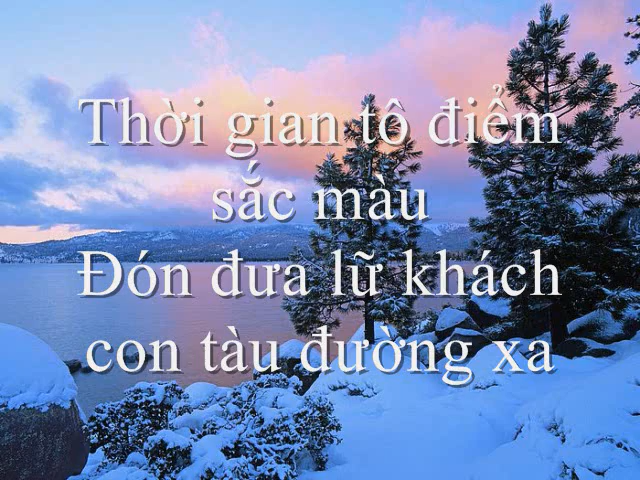 Thời gian tô điểm
sắc màu
Đón đưa lữ khách
con tàu đường xa